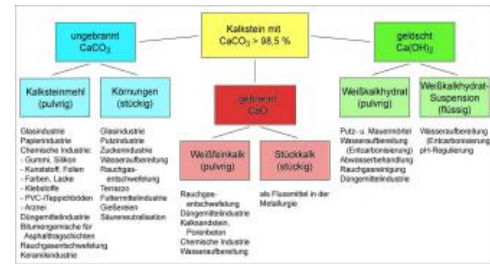 ungebrannt
CaCO₃
Kalkstein mit
CaCO₃ > 98,5 %
gelöscht
Ca(OH)₂
Kalksteinmehl
(pulvrig)
Körnungen
(stückig)
gebrannt
CaO
Weißkalkhydrat
(pulvrig)
Weißkalkhydrat-
Suspension
(flüssig)
Glasindustrie
Papierindustrie
Chemische Industrie:
- Gummi, Silikon
- Kunststoff, Folien
- Farben, Lacke
- Klebstoffe
- PVC-/Teppichböden
- Arznei
Düngemittelindustrie
Bitumengemische für
Asphalttragschichten
Rauchgasentschwefelung
Keramikindustrie
Glasindustrie
Putzindustrie
Zuckerindustrie
Wasseraufbereitung
Rauchgas-
entschwefelung
Terrazzo
Futtermittelindustrie
Gießereien
Säureneutralisation
Weißfeinkalk
(pulvrig)
Stückkalk
(stückig)
Rauchgas-
entschwefelung
Düngemittelindustrie
Kalksandstein,
Porenbeton
Chemische Industrie
Wasseraufbereitung
als Flussmittel in der
Metallurgie
Putz- u. Mauermörtel
Wasseraufbereitung
(Entcarbonisierung)
Abwasserbehandlung
Rauchgasreinigung
Düngemittelindustrie
Wasseraufbereitung
(Entcarbonisierung)
pH-Regulierung